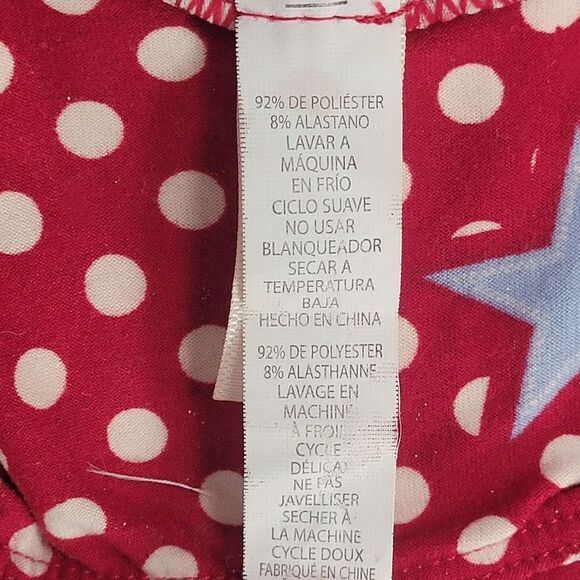 92% DE POLIÉSTER
8% ALASTANO
LAVAR A
MÁQUINA
EN FRÍO
CICLO SUAVE
NO USAR
BLANQUEADOR
SECAR A
TEMPERATURA
BAJA
HECHO EN CHINA
92% DE POLYESTER
8% ALASTHANNE
LAVAGE EN
MACHINE
À FROID
CYCLE
DÉLICAT
NE PAS
JAVELLISER
SECHER À
LA MACHINE
CYCLE DOUX
FABRIQUÉ EN CHINE